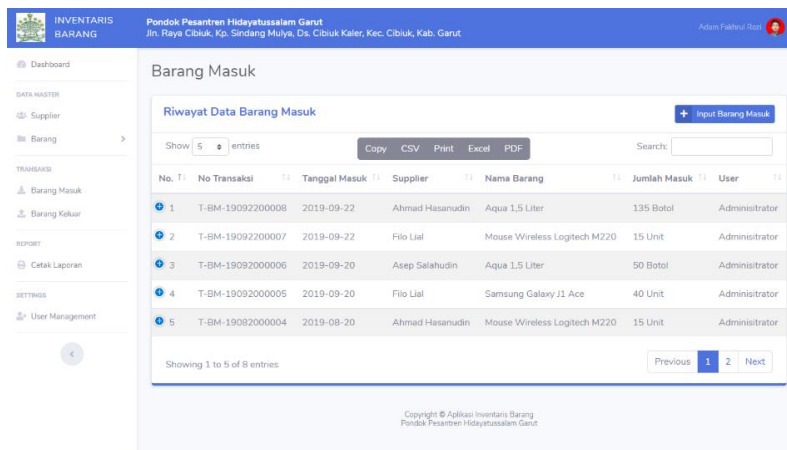 INVENTARIS
BARANG
Pondok Pesantren Hidayatussalam Garut
Jln. Raya Cibiuk, Kp. Sindang Mulya, Ds. Cibiuk Kaler, Kec. Cibiuk, Kab. Garut
Adam Fakhrul Rozi
Dashboard
DATA MASTER
Supplier
Barang
TRANSAKSI
Barang Masuk
Barang Keluar
REPORT
Cetak Laporan
SETTINGS
User Management
Barang Masuk
Riwayat Data Barang Masuk
+ Input Barang Masuk
Show 5 entries Copy CSV Print Excel PDF Search:
No. No Transaksi Tanggal Masuk Supplier Nama Barang Jumlah Masuk User
1 T-BM-19092200008 2019-09-22 Ahmad Hasanudin Aqua 1,5 Liter 135 Botol Adminisitrator
2 T-BM-19092200007 2019-09-22 Filo Lial Mouse Wireless Logitech M220 15 Unit Adminisitrator
3 T-BM-19092000006 2019-09-20 Asep Salahudin Aqua 1,5 Liter 50 Botol Adminisitrator
4 T-BM-19092000005 2019-09-20 Filo Lial Samsung Galaxy J1 Ace 40 Unit Adminisitrator
5 T-BM-19082000004 2019-08-20 Ahmad Hasanudin Mouse Wireless Logitech M220 15 Unit Adminisitrator
Showing 1 to 5 of 8 entries Previous 1 2 Next
Copyright © Aplikasi Inventaris Barang
Pondok Pesantren Hidayatussalam Garut